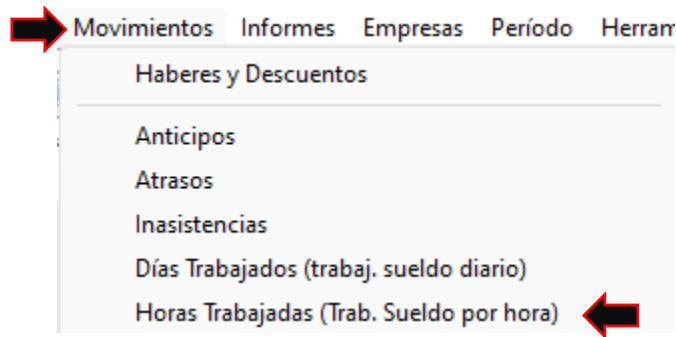 Movimientos Informes Empresas Período
Haberes y Descuentos
Anticipos
Atrasos
Inasistencias
Días Trabajados (trabaj. sueldo diario)
Horas Trabajadas (Trab. Sueldo por hora)